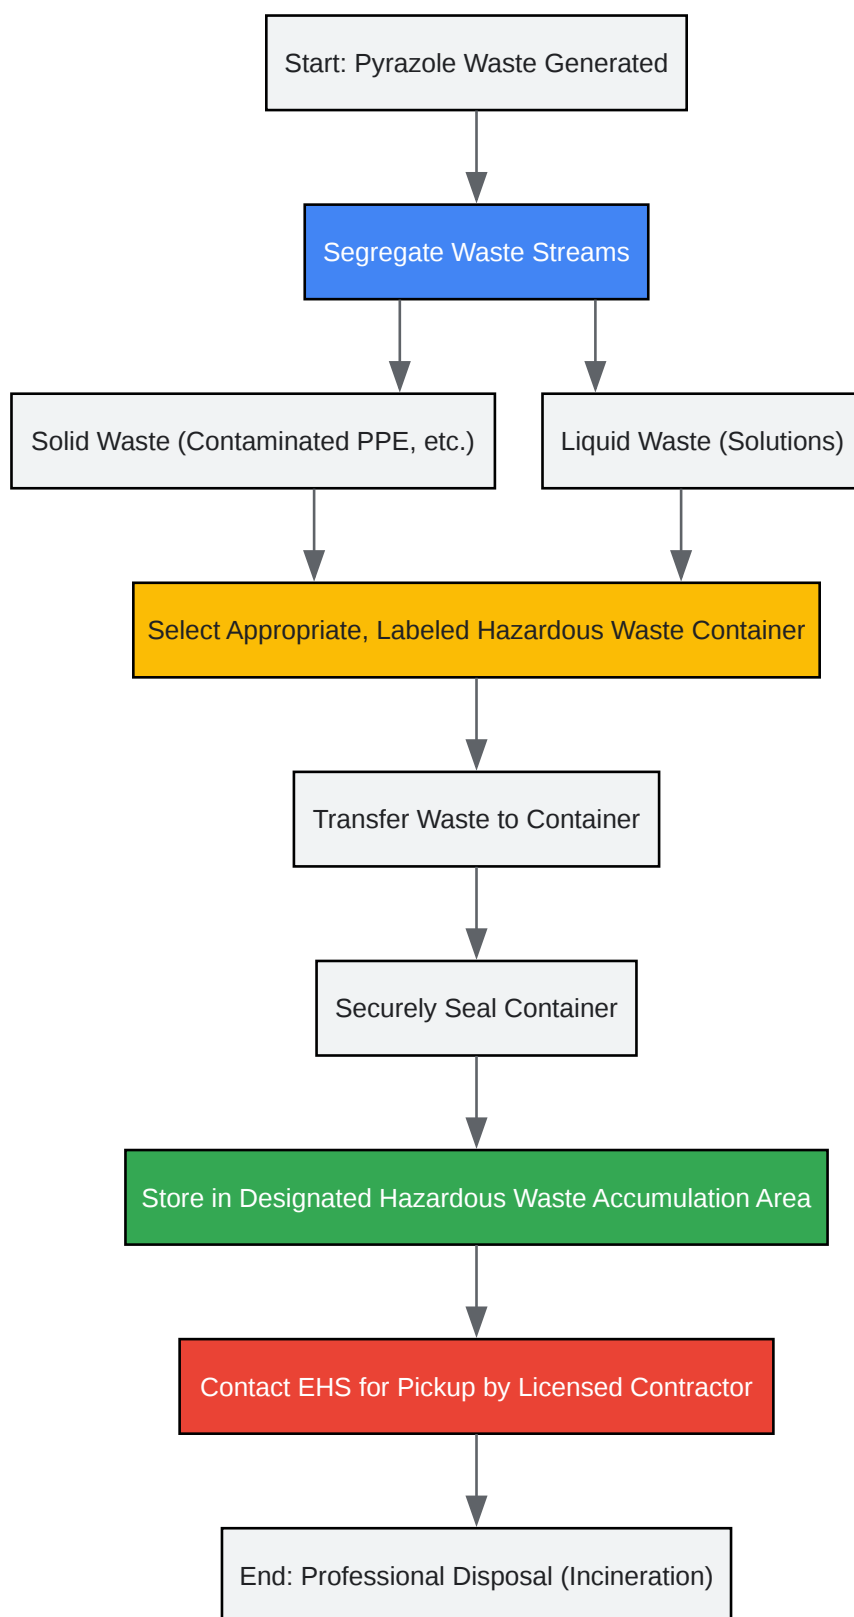 Start: Pyrazole Waste Generated
Segregate Waste Streams
Solid Waste (Contaminated PPE, etc.)
Liquid Waste (Solutions)
Select Appropriate, Labeled Hazardous Waste Container
Transfer Waste to Container
Securely Seal Container
Store in Designated Hazardous Waste Accumulation Area
Contact EHS for Pickup by Licensed Contractor
End: Professional Disposal (Incineration)